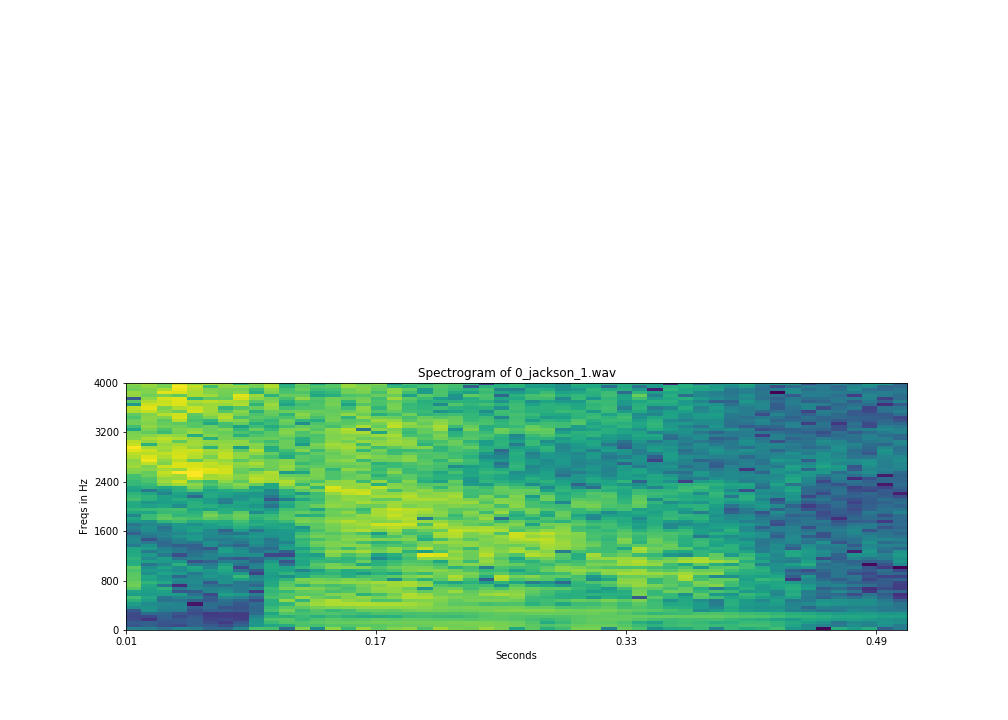 Spectrogram of 0_jackson_1.wav
4000
3200
2400
1600
800
0
Freqs in Hz
0.01 0.17 0.33 0.49
Seconds